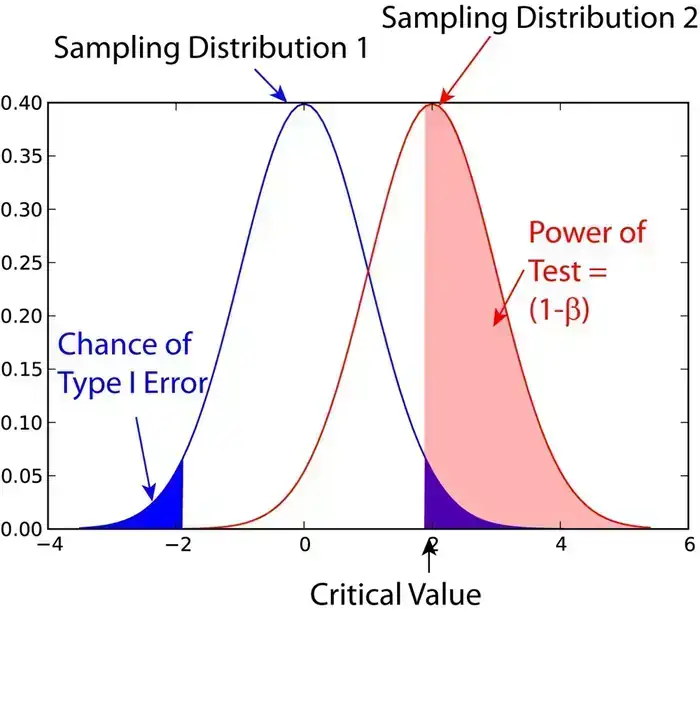 Sampling Distribution 2
Sampling Distribution 1
0.40
0.35
0.30
0.25
0.20
0.15
0.10
0.05
0.00
Power of
Test =
(1-β)
Chance of
Type I Error
−4
−2
0
2
4
6
Critical Value